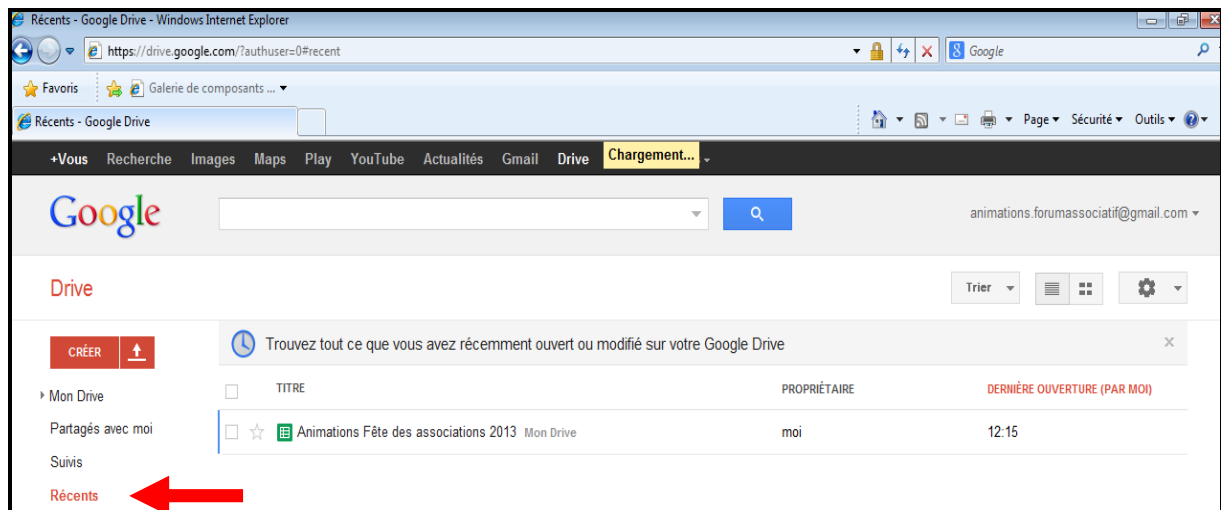 Récents - Google Drive - Windows Internet Explorer
https://drive.google.com/?authuser=0#recent
Google
Favoris Galerie de composants ...
Récents - Google Drive
Page Sécurité Outils
+Vous Recherche Images Maps Play YouTube Actualités Gmail Drive Chargement...
Google
animations.forumassociatif@gmail.com
Drive
Trier
CRÉER
Trouvez tout ce que vous avez récemment ouvert ou modifié sur votre Google Drive
TITRE PROPRIÉTAIRE DERNIÈRE OUVERTURE (PAR MOI)
Mon Drive
Animations Fête des associations 2013 Mon Drive moi 12:15
Partagés avec moi
Suivis
Récents